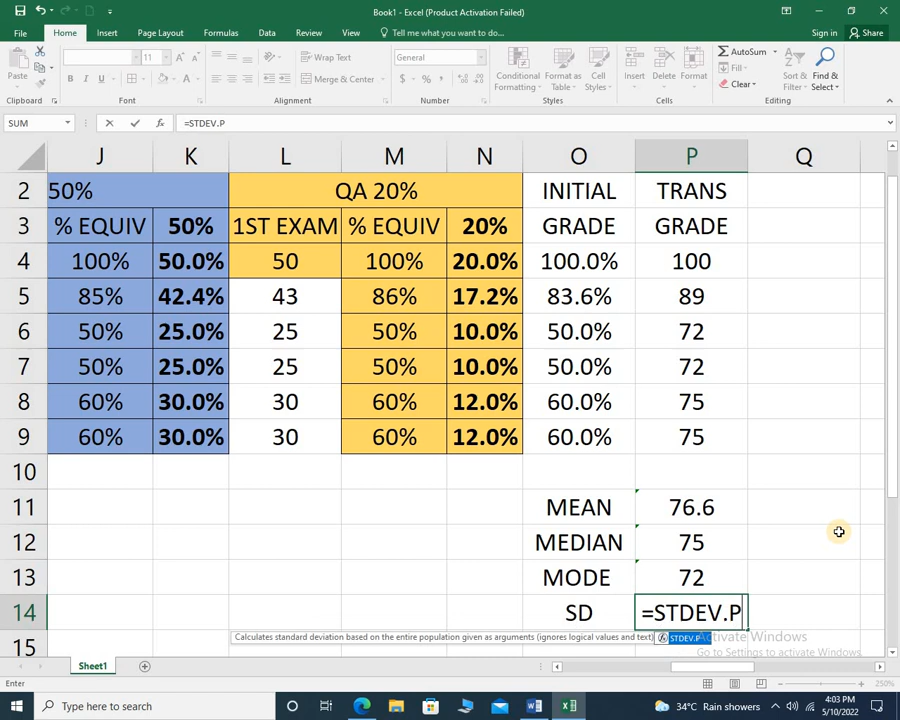 Book1 - Excel (Product Activation Failed)
File Home Insert Page Layout Formulas Data Review View Tell me what you want to do... Sign in Share
Paste 11 Wrap Text General AutoSum
B I U Merge & Center $ % Conditional Formatting Format as Table Cell Styles Insert Delete Format Fill Clear Sort & Filter Find & Select
Clipboard Font Alignment Number Styles Cells Editing
SUM fx =STDEV.P
J K L M N O P Q
2 50% QA 20% INITIAL TRANS
3 % EQUIV 50% 1ST EXAM % EQUIV 20% GRADE GRADE
4 100% 50.0% 50 100% 20.0% 100.0% 100
5 85% 42.4% 43 86% 17.2% 83.6% 89
6 50% 25.0% 25 50% 10.0% 50.0% 72
7 50% 25.0% 25 50% 10.0% 50.0% 72
8 60% 30.0% 30 60% 12.0% 60.0% 75
9 60% 30.0% 30 60% 12.0% 60.0% 75
10
11 MEAN 76.6
12 MEDIAN 75
13 MODE 72
14 SD =STDEV.P
Calculates standard deviation based on the entire population given as arguments (ignores logical values and text) STDEV.P
Activate Windows
15 Go to Settings to activate Windows.
Sheet1
Enter 250%
Type here to search 34°C Rain showers 4:03 PM
5/10/2022